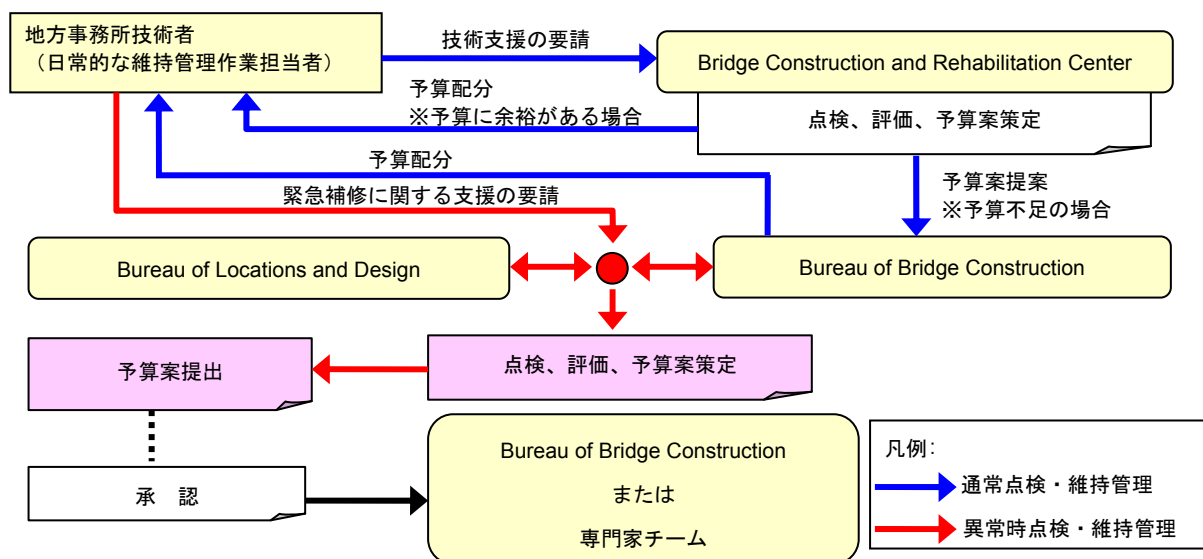 地方事務所技術者
（日常的な維持管理作業担当者）
技術支援の要請
Bridge Construction and Rehabilitation Center
予算配分
※予算に余裕がある場合
点検、評価、予算案策定
予算配分
予算案提案
※予算不足の場合
緊急補修に関する支援の要請
Bureau of Locations and Design
Bureau of Bridge Construction
予算案提出
点検、評価、予算案策定
承　認
Bureau of Bridge Construction
または
専門家チーム
凡例:
通常点検・維持管理
異常時点検・維持管理